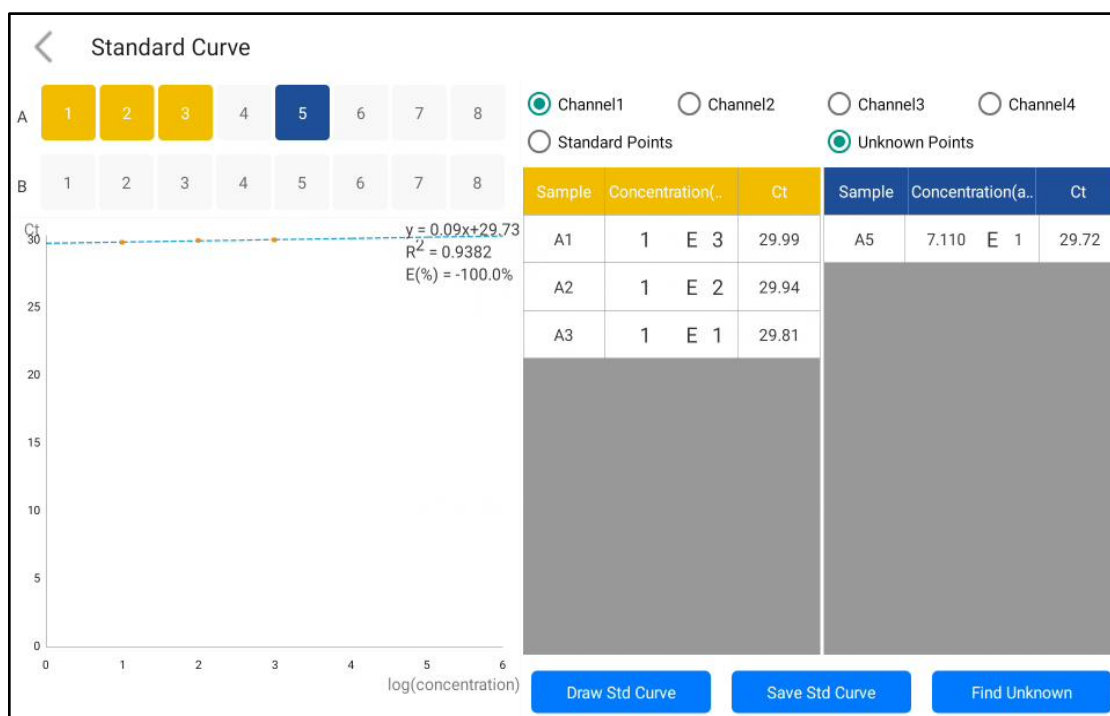 Standard Curve
A 1 2 3 4 5 6 7 8
B 1 2 3 4 5 6 7 8
Channel1 Channel2 Channel3 Channel4
Standard Points Unknown Points
Ct
y = 0.09x+29.73
R² = 0.9382
E(%) = -100.0%
30
25
20
15
10
5
0
0 1 2 3 4 5 6
log(concentration)
Sample Concentration(.. Ct
A1 1 E 3 29.99
A2 1 E 2 29.94
A3 1 E 1 29.81
Sample Concentration(a.. Ct
A5 7.110 E 1 29.72
Draw Std Curve Save Std Curve Find Unknown